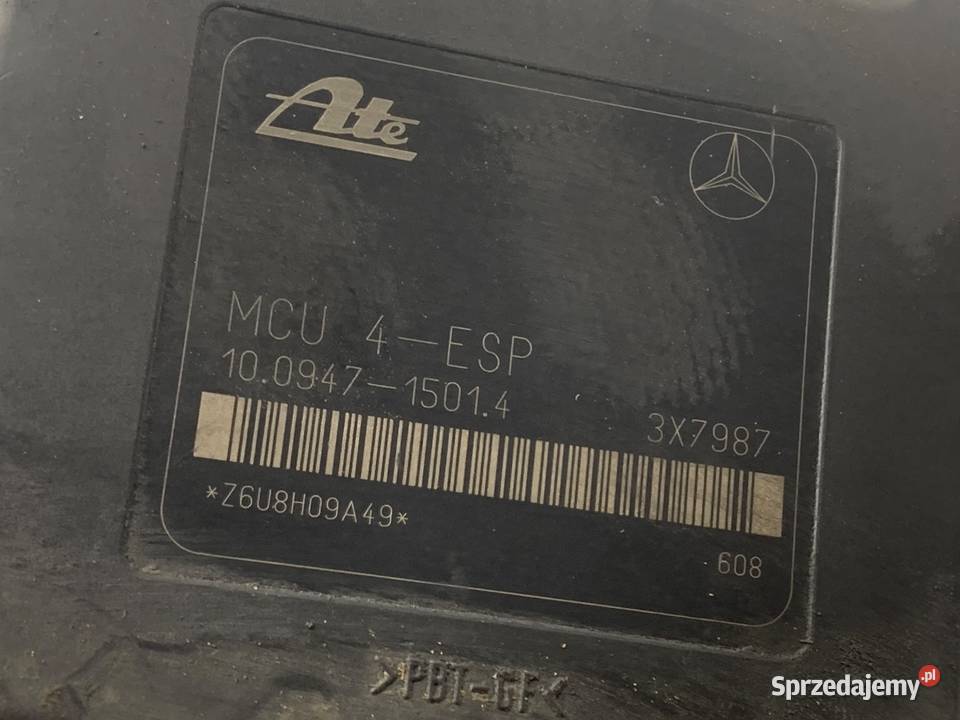 Ate
MCU 4-ESP
10.0947-1501.4 3X7987
*Z6U8H09A49*
608
>PBT-GF<
Sprzedajemy.pl